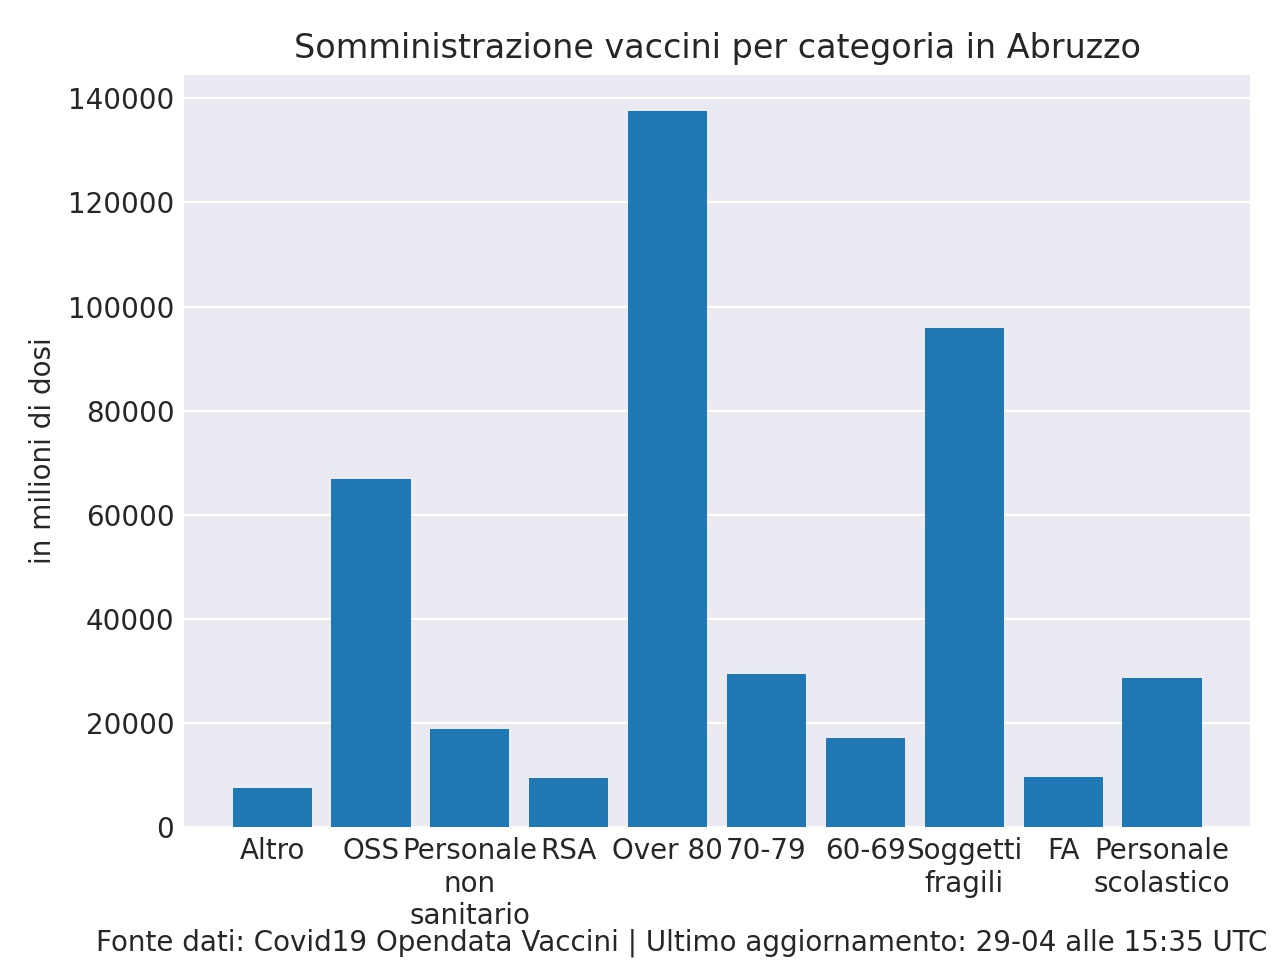 Somministrazione vaccini per categoria in Abruzzo
140000
120000
100000
80000
60000
40000
20000
0
in milioni di dosi
Altro OSS Personale RSA Over 80 70-79 60-69 Soggetti FA Personale
non fragili scolastico
sanitario
Fonte dati: Covid19 Opendata Vaccini | Ultimo aggiornamento: 29-04 alle 15:35 UTC